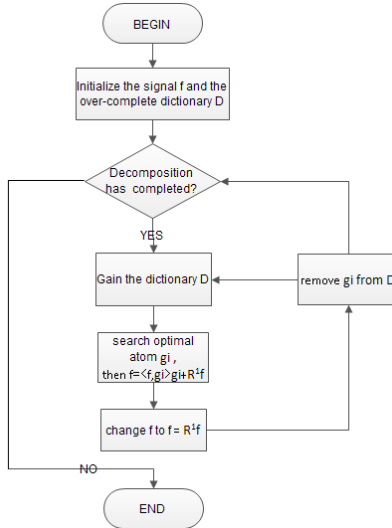 BEGIN
Initialize the signal f and the
over-complete dictionary D
Decomposition
has completed?
YES
Gain the dictionary D
remove gi from D
search optimal
atom gi ,
then f=<f,gi>gi+R¹f
change f to f= R¹f
NO
END